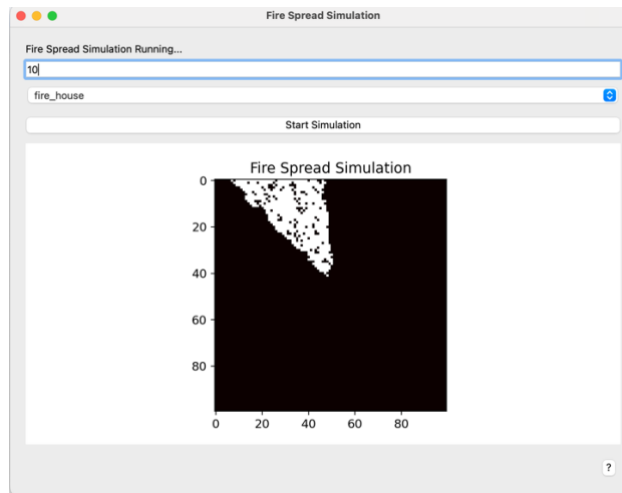 Fire Spread Simulation
Fire Spread Simulation Running...
10
fire_house
Start Simulation
Fire Spread Simulation
0
20
40
60
80
0 20 40 60 80
?